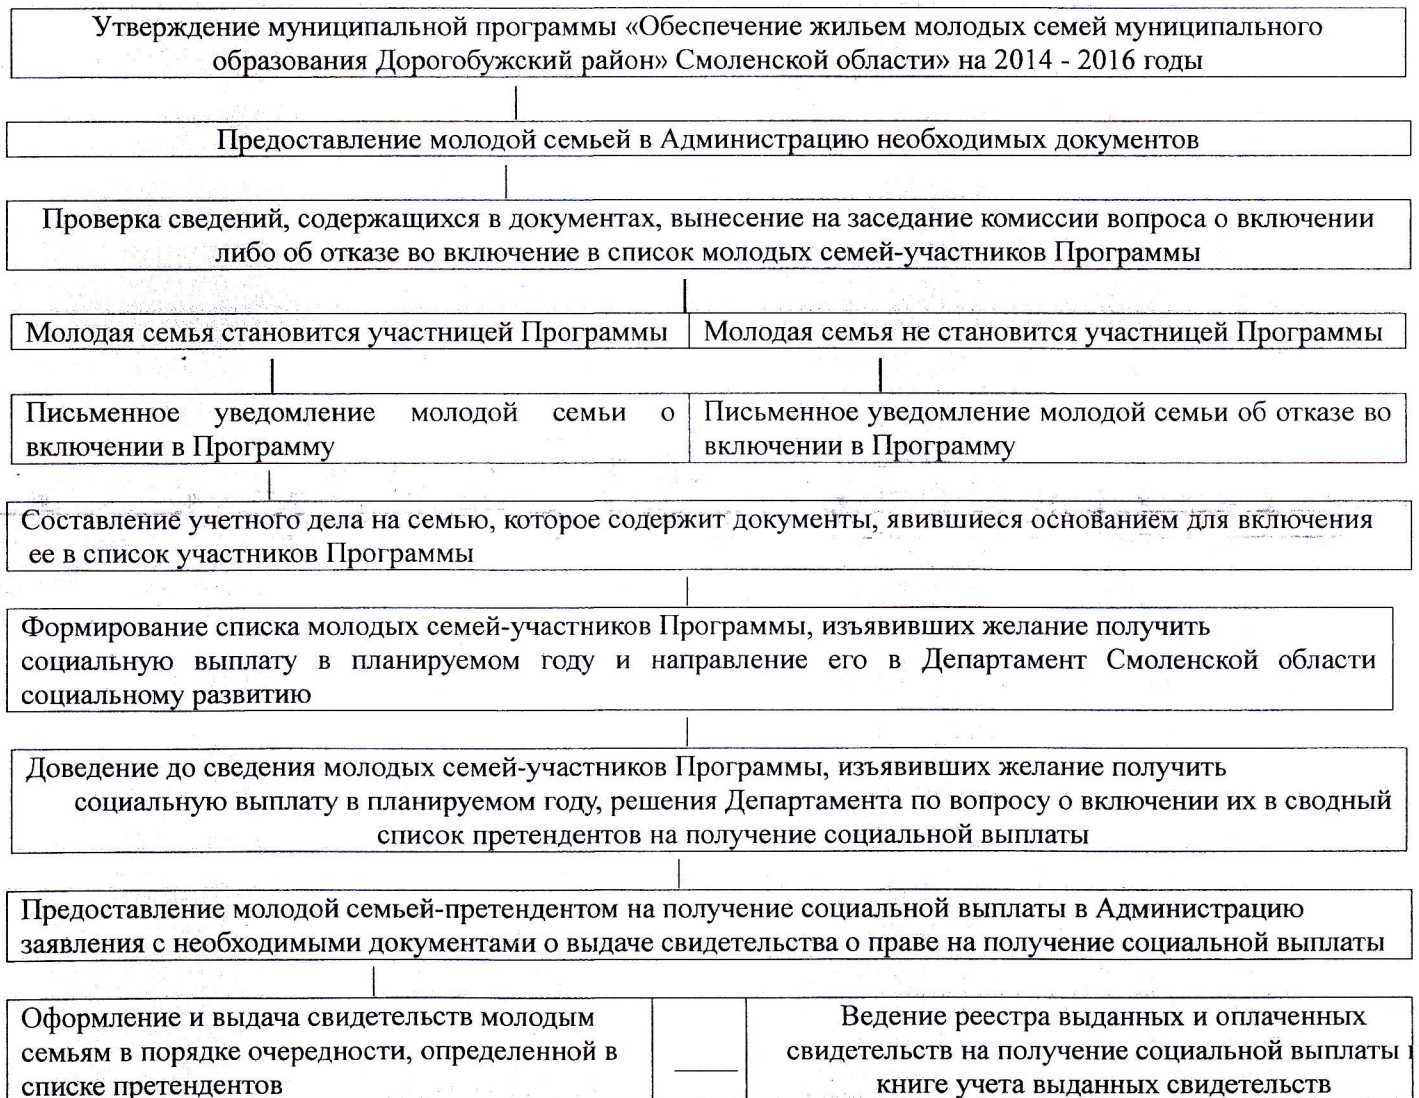 Утверждение муниципальной программы «Обеспечение жильем молодых семей муниципального
образования Дорогобужский район» Смоленской области» на 2014 - 2016 годы
Предоставление молодой семьей в Администрацию необходимых документов
Проверка сведений, содержащихся в документах, вынесение на заседание комиссии вопроса о включении
либо об отказе во включение в список молодых семей-участников Программы
Молодая семья становится участницей Программы
Молодая семья не становится участницей Программы
Письменное уведомление молодой семьи о
включении в Программу
Письменное уведомление молодой семьи об отказе во
включении в Программу
Составление учетного дела на семью, которое содержит документы, явившиеся основанием для включения
ее в список участников Программы
Формирование списка молодых семей-участников Программы, изъявивших желание получить
социальную выплату в планируемом году и направление его в Департамент Смоленской области
социальному развитию
Доведение до сведения молодых семей-участников Программы, изъявивших желание получить
социальную выплату в планируемом году, решения Департамента по вопросу о включении их в сводный
список претендентов на получение социальной выплаты
Предоставление молодой семьей-претендентом на получение социальной выплаты в Администрацию
заявления с необходимыми документами о выдаче свидетельства о праве на получение социальной выплаты
Оформление и выдача свидетельств молодым
семьям в порядке очередности, определенной в
списке претендентов
Ведение реестра выданных и оплаченных
свидетельств на получение социальной выплаты
книге учета выданных свидетельств